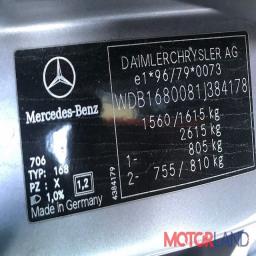 DAIMLERCHRYSLER AG
e1*96/79*0073
WDB1680081J384178
1560/1615 kg
2615 kg
1- 805 kg
2- 755/810 kg
Mercedes-Benz
706
TYP: 168
PZ: X
1,0%
1,2
Made in Germany
4384179
MOTORLAND